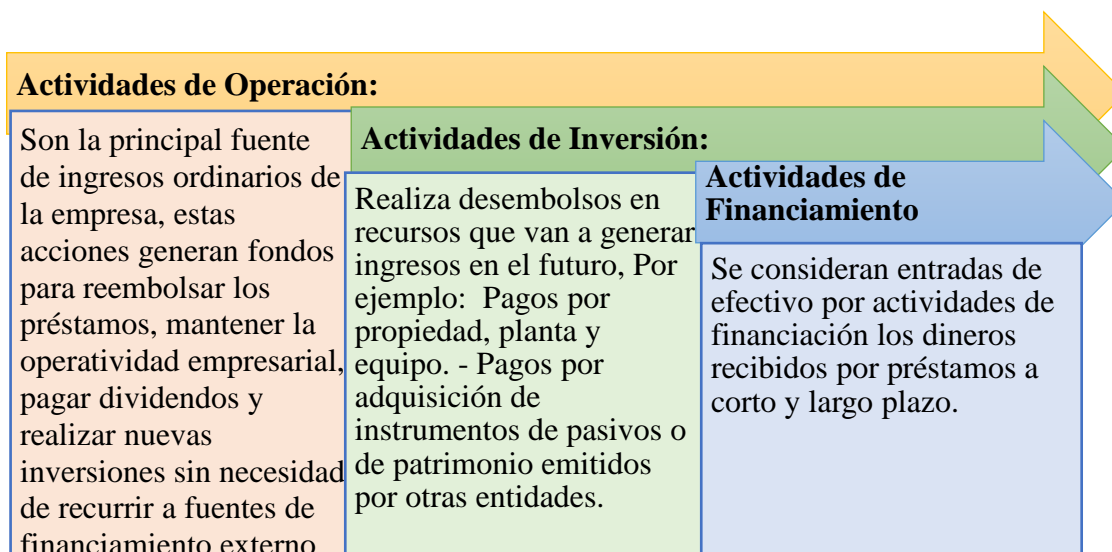 Actividades de Operación:
Son la principal fuente
de ingresos ordinarios de
la empresa, estas
acciones generan fondos
para reembolsar los
préstamos, mantener la
operatividad empresarial,
pagar dividendos y
realizar nuevas
inversiones sin necesidad
de recurrir a fuentes de
financiamiento externo
Actividades de Inversión:
Realiza desembolsos en
recursos que van a generar
ingresos en el futuro, Por
ejemplo: Pagos por
propiedad, planta y
equipo. - Pagos por
adquisición de
instrumentos de pasivos o
de patrimonio emitidos
por otras entidades.
Actividades de
Financiamiento
Se consideran entradas de
efectivo por actividades de
financiación los dineros
recibidos por préstamos a
corto y largo plazo.